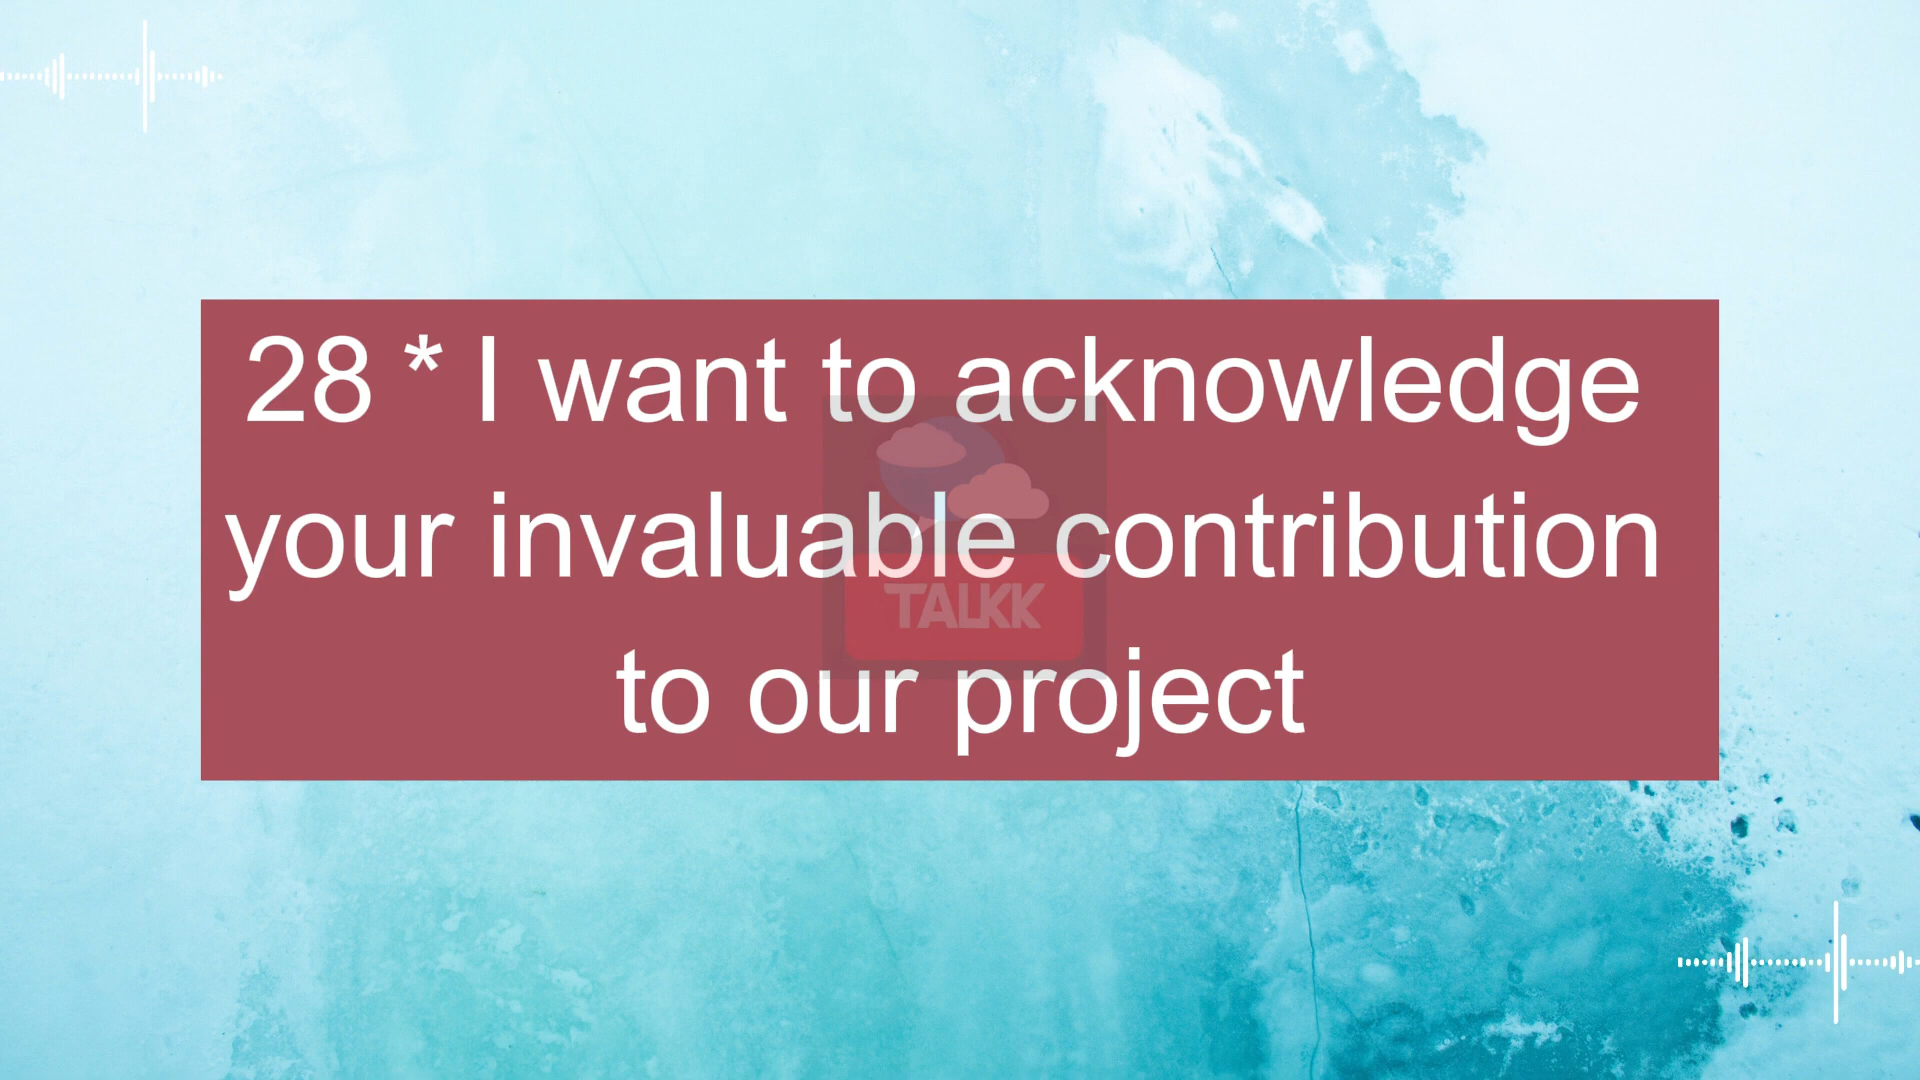 28 * I want to acknowledge
your invaluable contribution
TALKK
to our project